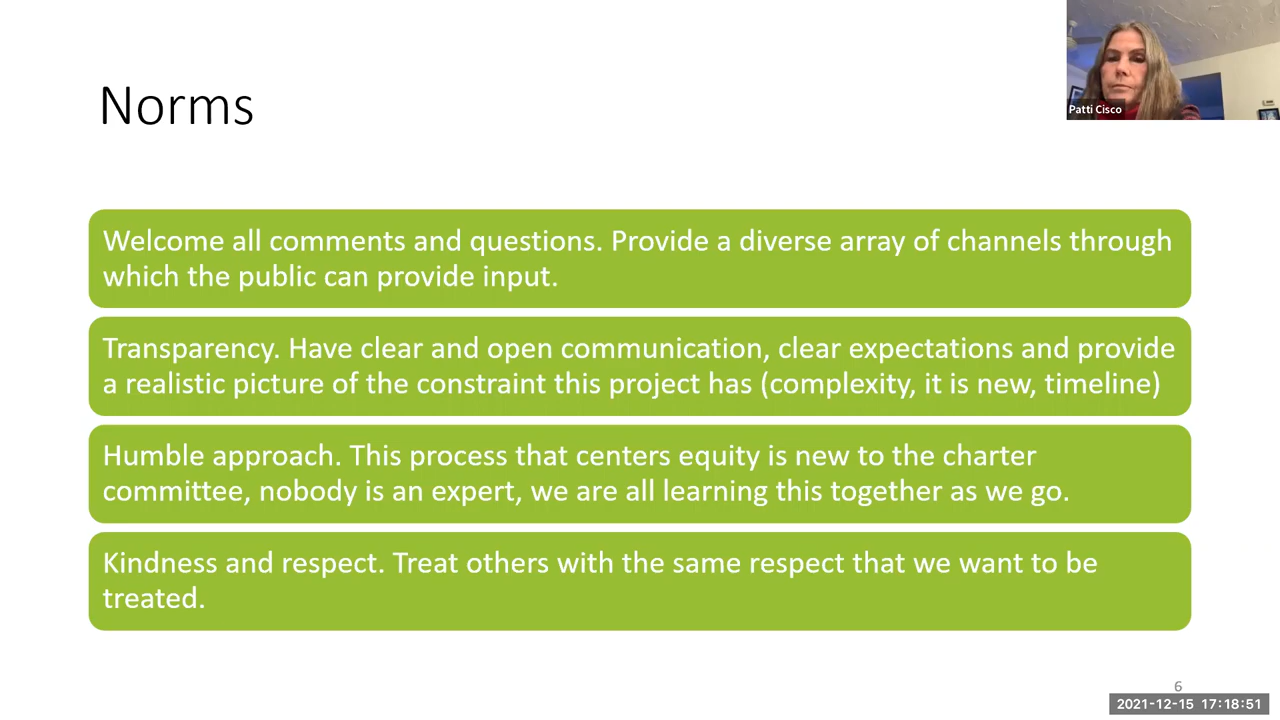 Norms
Patti Cisco
Welcome all comments and questions. Provide a diverse array of channels through
which the public can provide input.
Transparency. Have clear and open communication, clear expectations and provide
a realistic picture of the constraint this project has (complexity, it is new, timeline)
Humble approach. This process that centers equity is new to the charter
committee, nobody is an expert, we are all learning this together as we go.
Kindness and respect. Treat others with the same respect that we want to be
treated.
6
2021-12-15 17:18:51